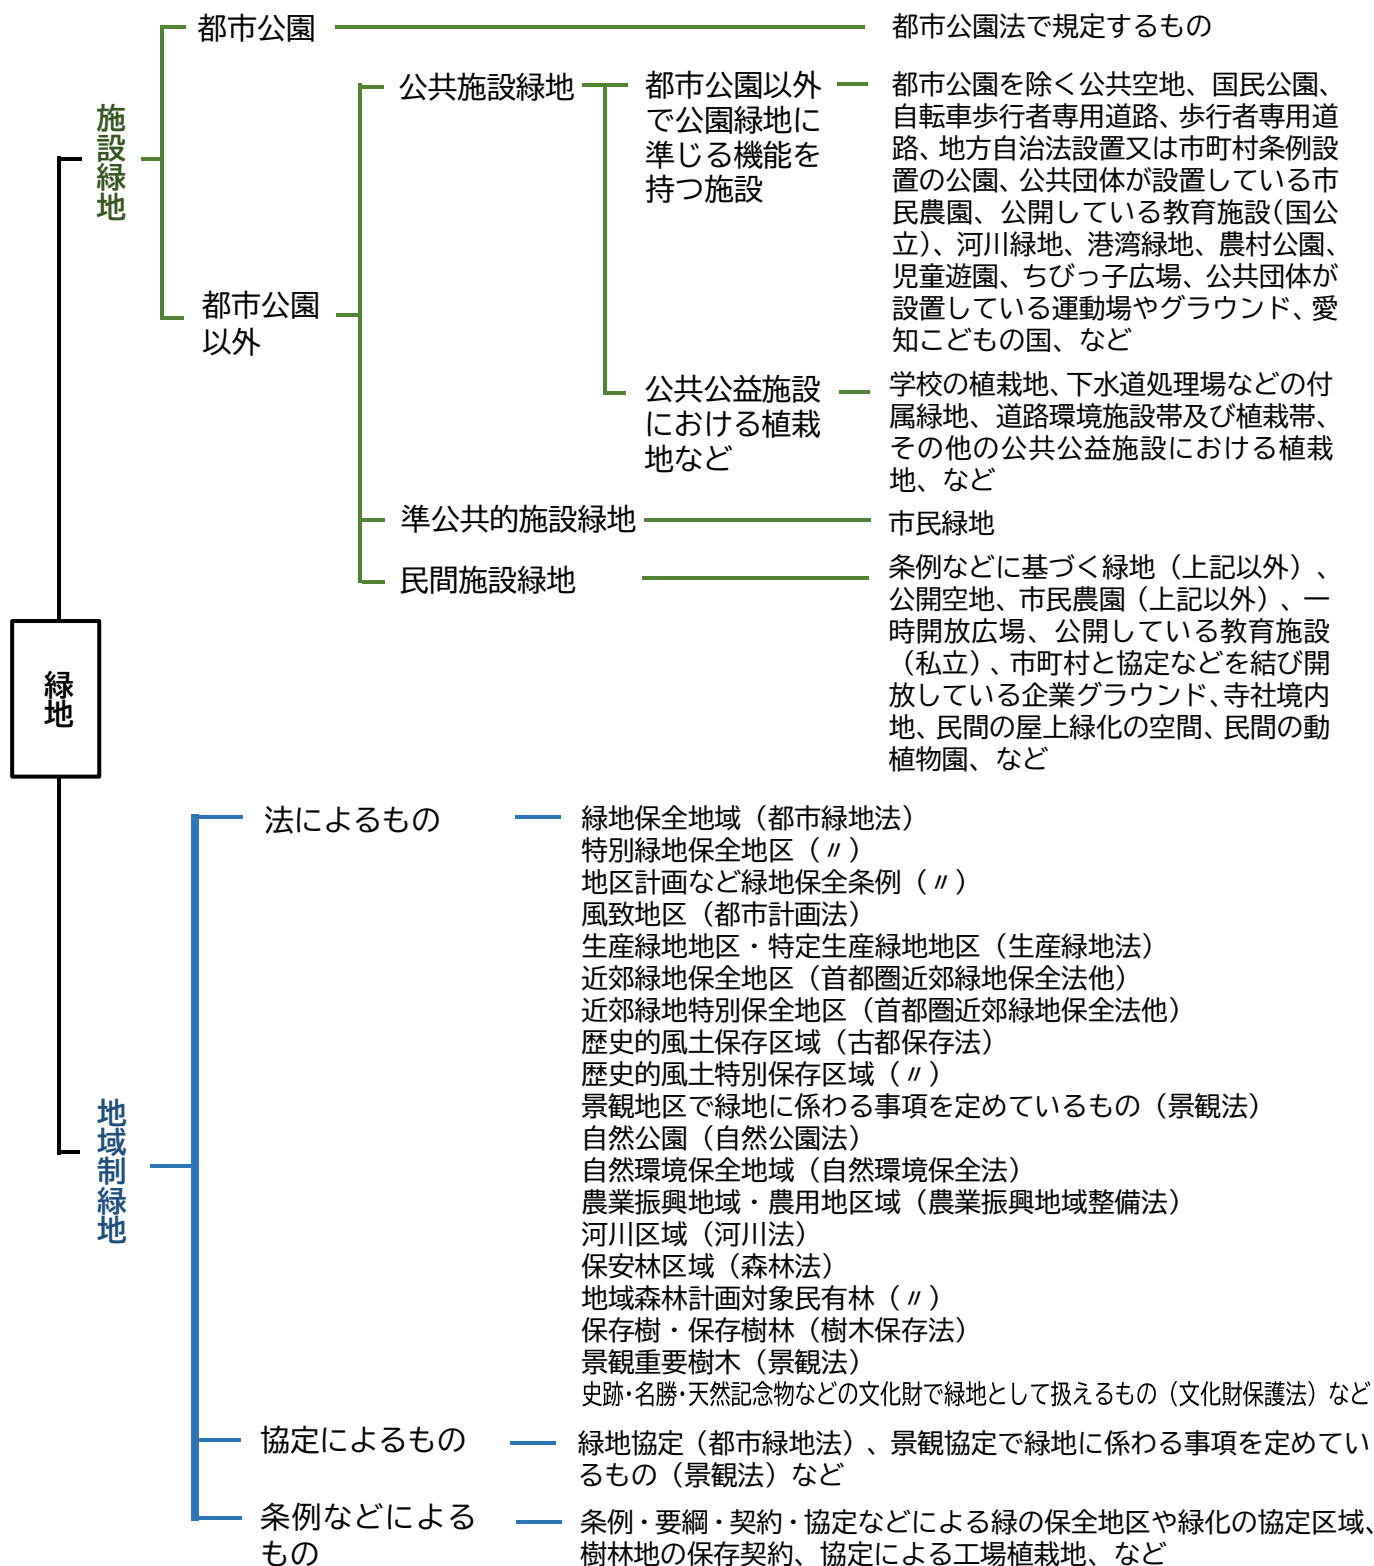 都市公園
都市公園法で規定するもの
施設緑地
公共施設緑地
都市公園以外
で公園緑地に
準じる機能を
持つ施設
都市公園を除く公共空地、国民公園、
自転車歩行者専用道路、歩行者専用道
路、地方自治法設置又は市町村条例設
置の公園、公共団体が設置している市
民農園、公開している教育施設(国公
立)、河川緑地、港湾緑地、農村公園、
児童遊園、ちびっ子広場、公共団体が
設置している運動場やグラウンド、愛
知こどもの国、など
都市公園
以外
公共公益施設
における植栽
地など
学校の植栽地、下水道処理場などの付
属緑地、道路環境施設帯及び植栽帯、
その他の公共公益施設における植栽
地、など
準公共的施設緑地
市民緑地
民間施設緑地
条例などに基づく緑地（上記以外）、
公開空地、市民農園（上記以外）、一
時開放広場、公開している教育施設
（私立）、市町村と協定などを結び開
放している企業グラウンド、寺社境内
地、民間の屋上緑化の空間、民間の動
植物園、など
緑地
地域制緑地
法によるもの
緑地保全地域（都市緑地法）
特別緑地保全地区（〃）
地区計画など緑地保全条例（〃）
風致地区（都市計画法）
生産緑地地区・特定生産緑地地区（生産緑地法）
近郊緑地保全地区（首都圏近郊緑地保全法他）
近郊緑地特別保全地区（首都圏近郊緑地保全法他）
歴史的風土保存区域（古都保存法）
歴史的風土特別保存区域（〃）
景観地区で緑地に係わる事項を定めているもの（景観法）
自然公園（自然公園法）
自然環境保全地域（自然環境保全法）
農業振興地域・農用地区域（農業振興地域整備法）
河川区域（河川法）
保安林区域（森林法）
地域森林計画対象民有林（〃）
保存樹・保存樹林（樹木保存法）
景観重要樹木（景観法）
史跡・名勝・天然記念物などの文化財で緑地として扱えるもの（文化財保護法）など
協定によるもの
緑地協定（都市緑地法）、景観協定で緑地に係わる事項を定めてい
るもの（景観法）など
条例などによる
もの
条例・要綱・契約・協定などによる緑の保全地区や緑化の協定区域、
樹林地の保存契約、協定による工場植栽地、など